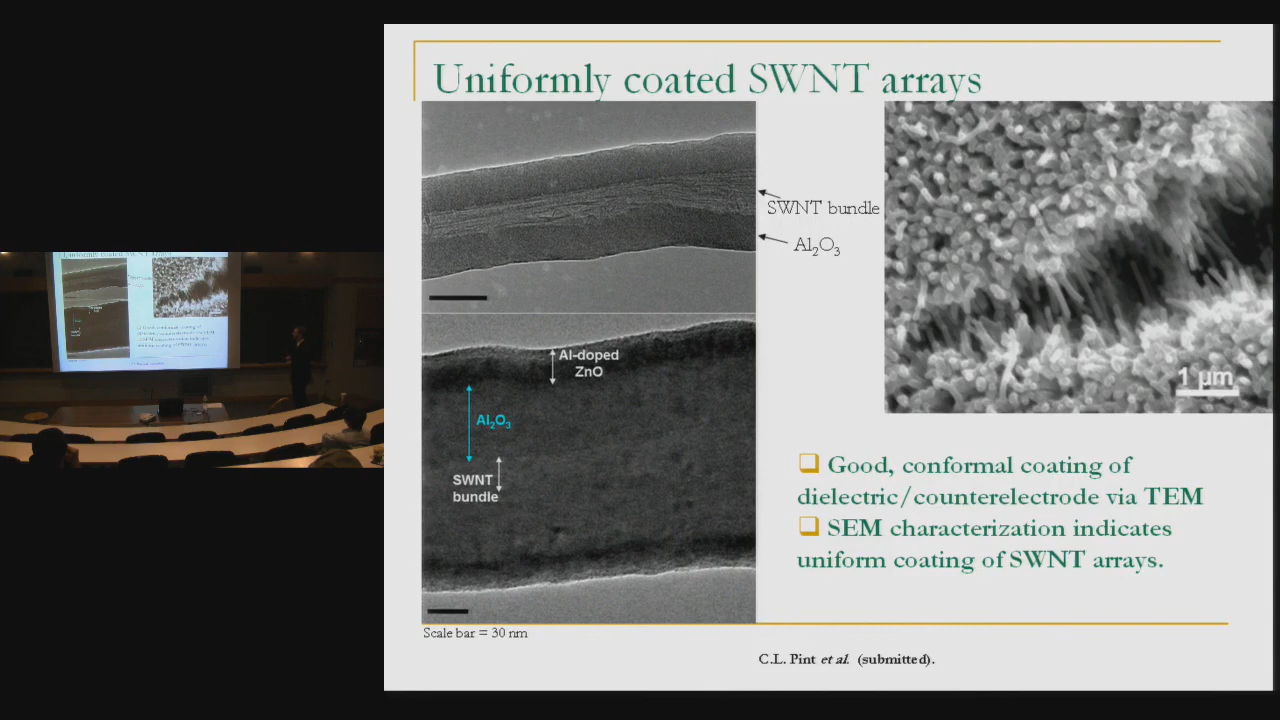 Uniformly coated SWNT arrays
SWNT bundle
Al₂O₃
Al-doped
ZnO
Al₂O₃
SWNT
bundle
Scale bar = 30 nm
1 µm
❑ Good, conformal coating of
dielectric/counterelectrode via TEM
❑ SEM characterization indicates
uniform coating of SWNT arrays.
C.L. Pint et al. (submitted).